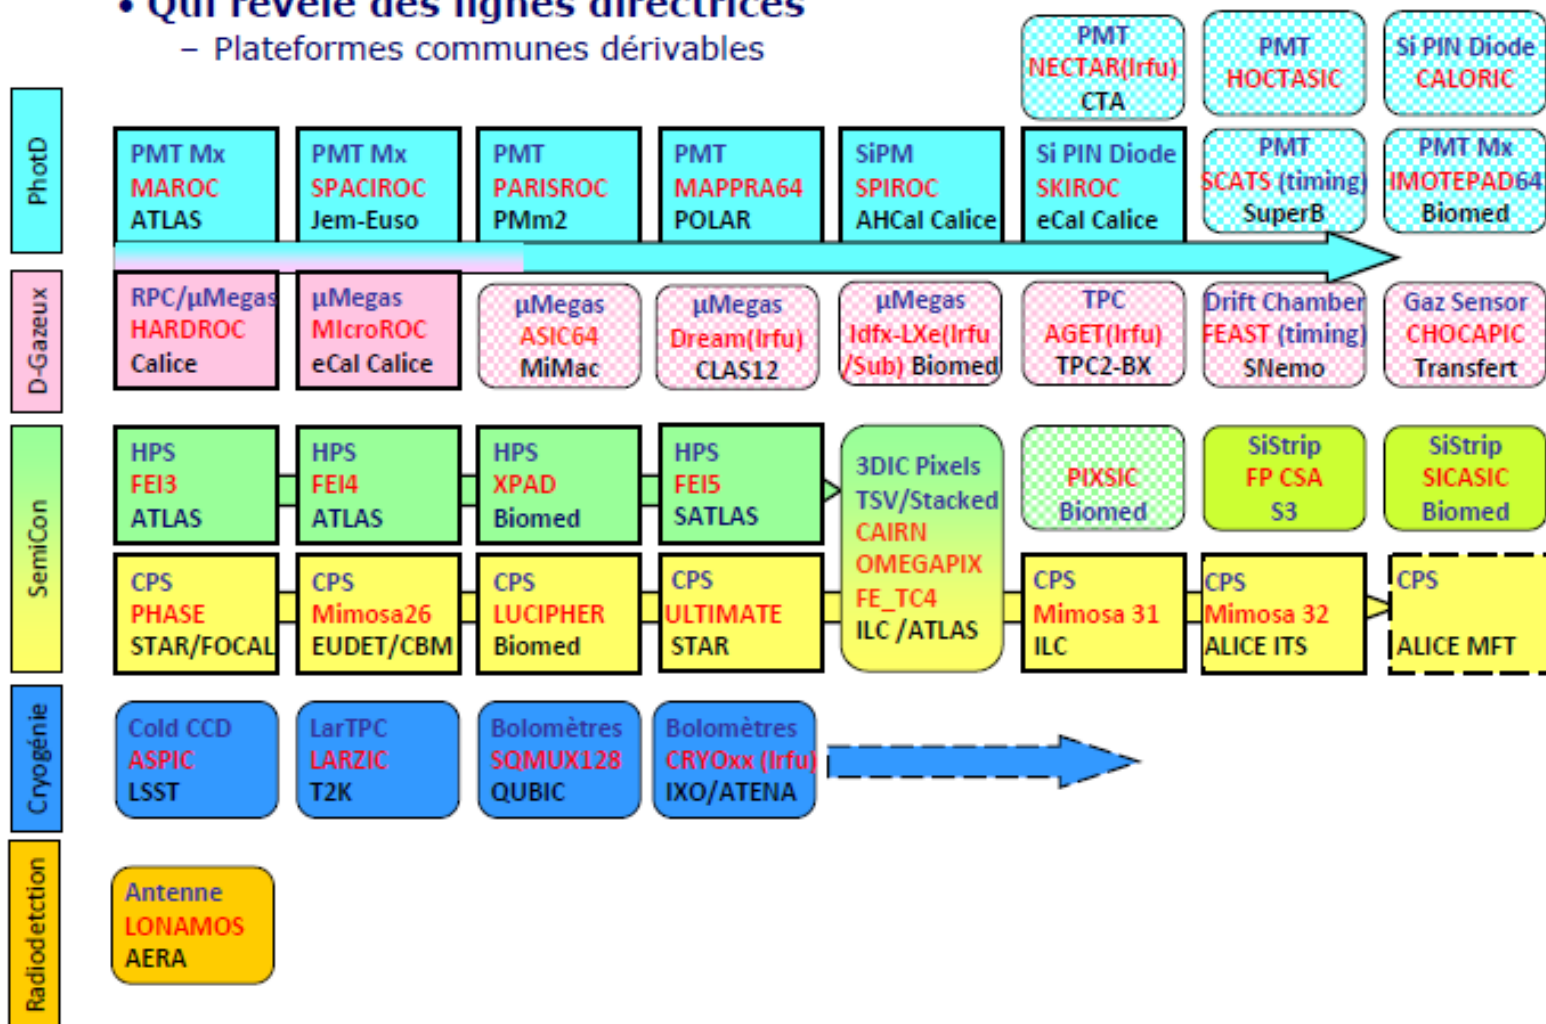 • Qui révèle des lignes directrices
– Plateformes communes dérivables
PMT
NECTAR(Irfu)
CTA
PMT
HOCTASIC
Si PIN Diode
CALORIC
PhotD
PMT Mx
MAROC
ATLAS
PMT Mx
SPACIROC
Jem-Euso
PMT
PARISROC
PMm2
PMT
MAPPRA64
POLAR
SiPM
SPIROC
AHCal Calice
Si PIN Diode
SKIROC
eCal Calice
PMT
SCATS (timing)
SuperB
PMT Mx
IMOTEPAD64
Biomed
D-Gazeux
RPC/µMegas
HARDROC
Calice
µMegas
MIcroROC
eCal Calice
µMegas
ASIC64
MiMac
µMegas
Dream(Irfu)
CLAS12
µMegas
Idfx-LXe(Irfu
/Sub) Biomed
TPC
AGET(Irfu)
TPC2-BX
Drift Chamber
FEAST (timing)
SNemo
Gaz Sensor
CHOCAPIC
Transfert
SemiCon
HPS
FEI3
ATLAS
HPS
FEI4
ATLAS
HPS
XPAD
Biomed
HPS
FEI5
SATLAS
3DIC Pixels
TSV/Stacked
CAIRN
OMEGAPIX
FE_TC4
ILC /ATLAS
PIXSIC
Biomed
SiStrip
FP CSA
S3
SiStrip
SICASIC
Biomed
CPS
PHASE
STAR/FOCAL
CPS
Mimosa26
EUDET/CBM
CPS
LUCIPHER
Biomed
CPS
ULTIMATE
STAR
CPS
Mimosa 31
ILC
CPS
Mimosa 32
ALICE ITS
CPS
ALICE MFT
Cryogénie
Cold CCD
ASPIC
LSST
LarTPC
LARZIC
T2K
Bolomètres
SQMUX128
QUBIC
Bolomètres
CRYOxx (Irfu)
IXO/ATENA
Radiodetction
Antenne
LONAMOS
AERA